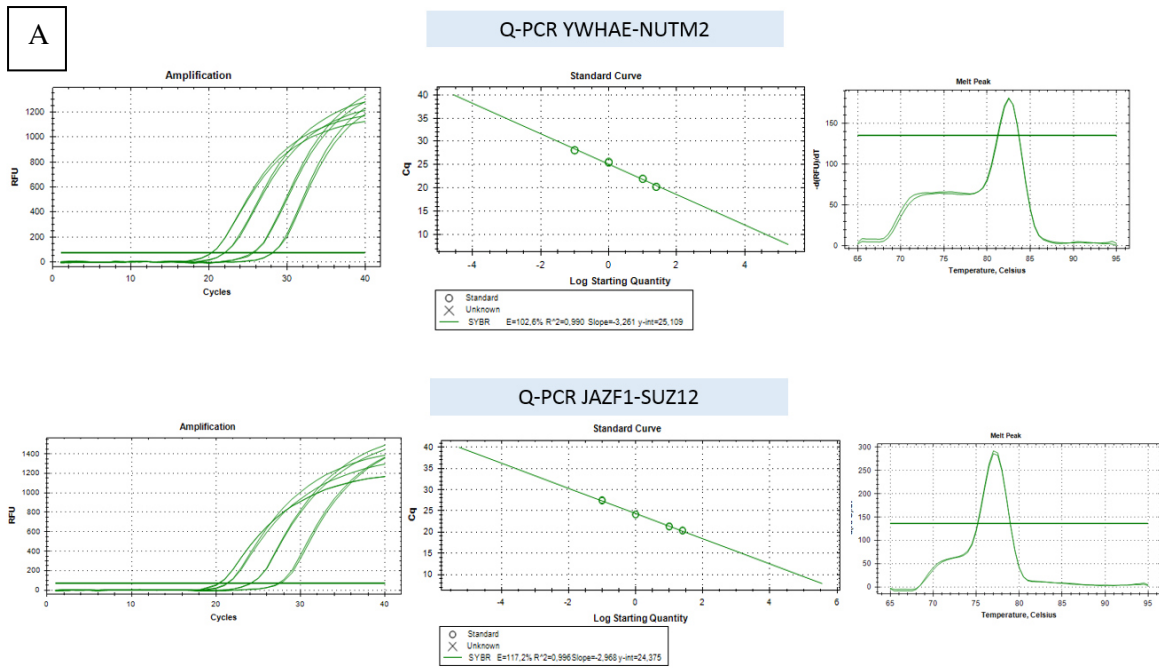 A
Q-PCR YWHAE-NUTM2
Amplification
RFU
1200
1000
800
600
400
200
0
0 10 20 30 40
Cycles
Standard Curve
Cq
40
35
30
25
20
15
10
-4 -2 0 2 4
Log Starting Quantity
Standard
Unknown
SYBR E=102,6% R^2=0,990 Slope=-3,261 y-int=25,109
Melt Peak
-d(RFU)/dT
150
100
50
0
65 70 75 80 85 90 95
Temperature, Celsius
Q-PCR JAZF1-SUZ12
Amplification
RFU
1400
1200
1000
800
600
400
200
0
0 10 20 30 40
Cycles
Standard Curve
Cq
40
35
30
25
20
15
10
-4 -2 0 2 4 6
Log Starting Quantity
Standard
Unknown
SYBR E=117,2% R^2=0,996 Slope=-2,968 y-int=24,375
Melt Peak
300
250
200
150
100
50
0
65 70 75 80 85 90 95
Temperature, Celsius